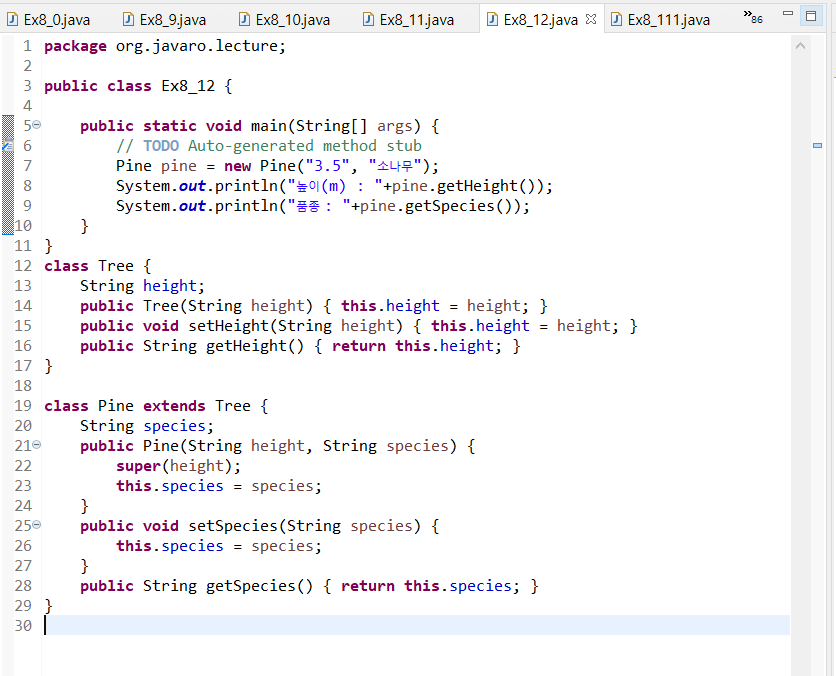 Ex8_0.java Ex8_9.java Ex8_10.java Ex8_11.java Ex8_12.java Ex8_111.java »86
1 package org.javaro.lecture;
2
3 public class Ex8_12 {
4
5 public static void main(String[] args) {
6 // TODO Auto-generated method stub
7 Pine pine = new Pine("3.5", "소나무");
8 System.out.println("높이(m) : "+pine.getHeight());
9 System.out.println("품종 : "+pine.getSpecies());
10 }
11 }
12 class Tree {
13 String height;
14 public Tree(String height) { this.height = height; }
15 public void setHeight(String height) { this.height = height; }
16 public String getHeight() { return this.height; }
17 }
18
19 class Pine extends Tree {
20 String species;
21 public Pine(String height, String species) {
22 super(height);
23 this.species = species;
24 }
25 public void setSpecies(String species) {
26 this.species = species;
27 }
28 public String getSpecies() { return this.species; }
29 }
30